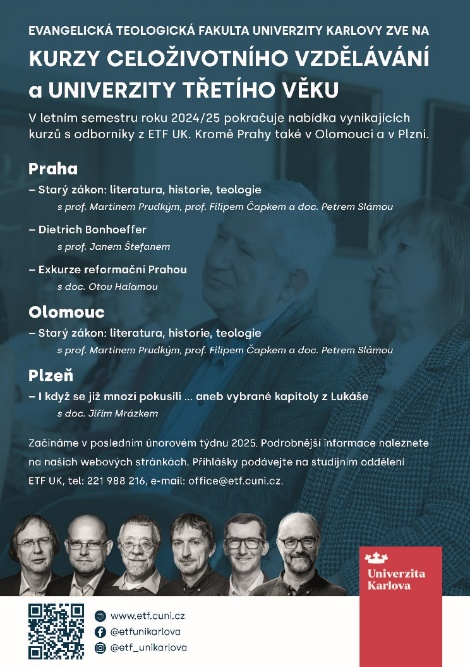 EVANGELICKÁ TEOLOGICKÁ FAKULTA UNIVERZITY KARLOVY ZVE NA
KURZY CELOŽIVOTNÍHO VZDĚLÁVÁNÍ
a UNIVERZITY TŘETÍHO VĚKU
V letním semestru roku 2024/25 pokračuje nabídka vynikajících
kurzů s odborníky z ETF UK. Kromě Prahy také v Olomouci a v Plzni.
Praha
– Starý zákon: literatura, historie, teologie
s prof. Martinem Prudkým, prof. Filipem Čapkem a doc. Petrem Slámou
– Dietrich Bonhoeffer
s prof. Janem Štefanem
– Exkurze reformační Prahou
s doc. Otou Halamou
Olomouc
– Starý zákon: literatura, historie, teologie
s prof. Martinem Prudkým, prof. Filipem Čapkem a doc. Petrem Slámou
Plzeň
– I když se již mnozí pokusili ... aneb vybrané kapitoly z Lukáše
s doc. Jiřím Mrázkem
Začínáme v posledním únorovém týdnu 2025. Podrobnější informace naleznete
na našich webových stránkách. Přihlášky podávejte na studijním oddělení
ETF UK, tel: 221 988 216, e-mail: office@etf.cuni.cz.
Univerzita
Karlova
www.etf.cuni.cz
@etfunikarlova
@etf_unikarlova